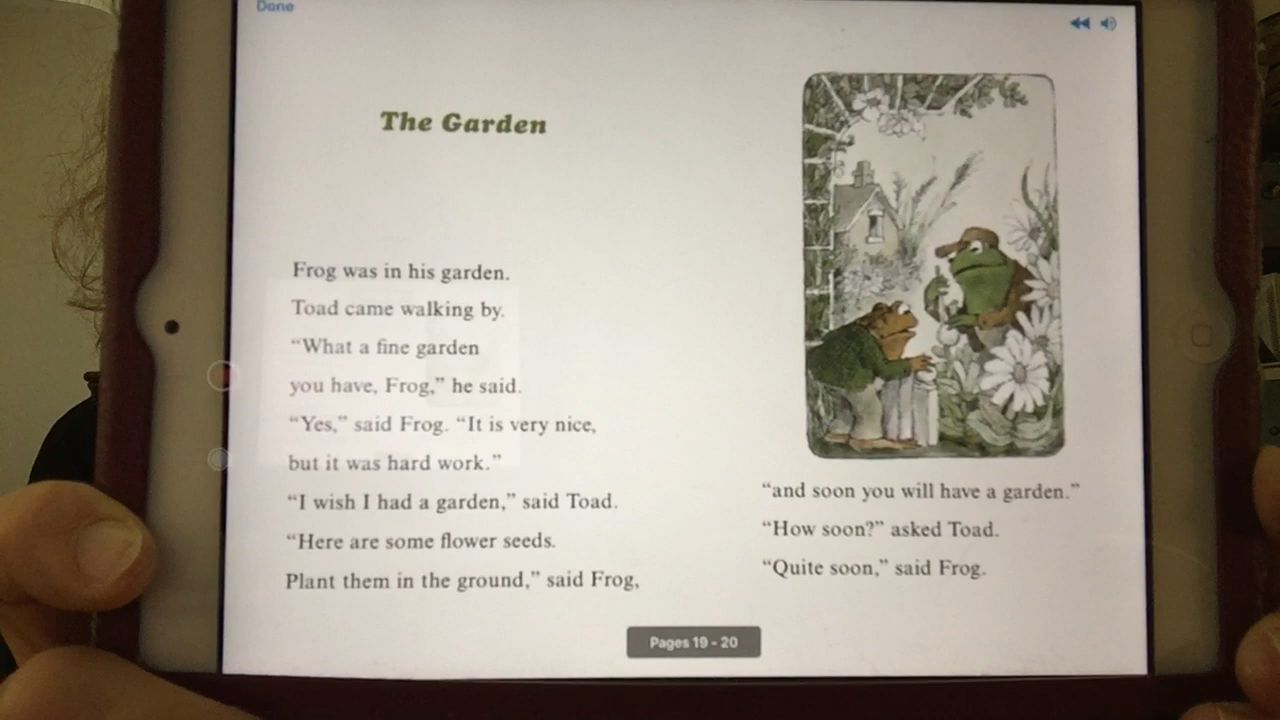 Done
The Garden
Frog was in his garden.
Toad came walking by.
“What a fine garden
you have, Frog,” he said.
“Yes,” said Frog. “It is very nice,
but it was hard work.”
“I wish I had a garden,” said Toad.
“Here are some flower seeds.
Plant them in the ground,” said Frog,
“and soon you will have a garden.”
“How soon?” asked Toad.
“Quite soon,” said Frog.
Pages 19 - 20